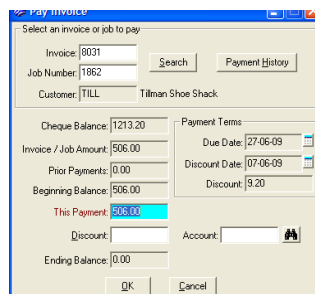 Pay Invoice
Select an invoice or job to pay
Invoice: 8031
Search
Payment History
Job Number: 1862
Customer: TILL Tillman Shoe Shack
Cheque Balance: 1213.20
Payment Terms
Due Date: 27-06-09
Invoice / Job Amount: 506.00
Discount Date: 07-06-09
Prior Payments: 0.00
Discount: 9.20
Beginning Balance: 506.00
This Payment: 506.00
Discount:
Account:
Ending Balance: 0.00
OK
Cancel